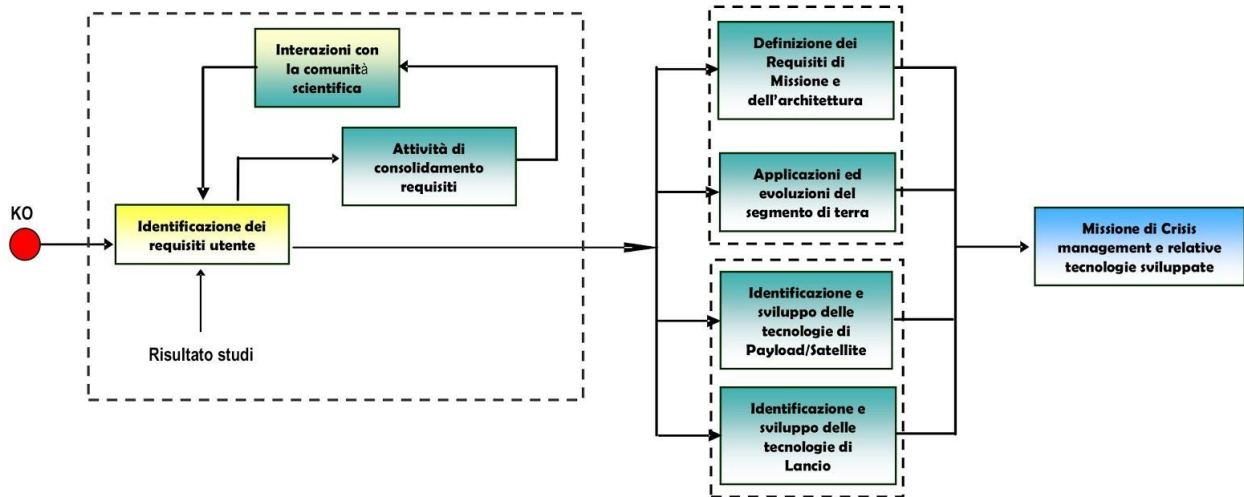 KO
Interazioni con
la comunità
scientifica
Attività di
consolidamento
requisiti
Identificazione dei
requisiti utente
Risultato studi
Definizione dei
Requisiti di
Missione e
dell'architettura
Applicazioni ed
evoluzioni del
segmento di terra
Identificazione e
sviluppo delle
tecnologie di
Payload/Satellite
Identificazione e
sviluppo delle
tecnologie di
Lancio
Missione di Crisis
management e relative
tecnologie sviluppate